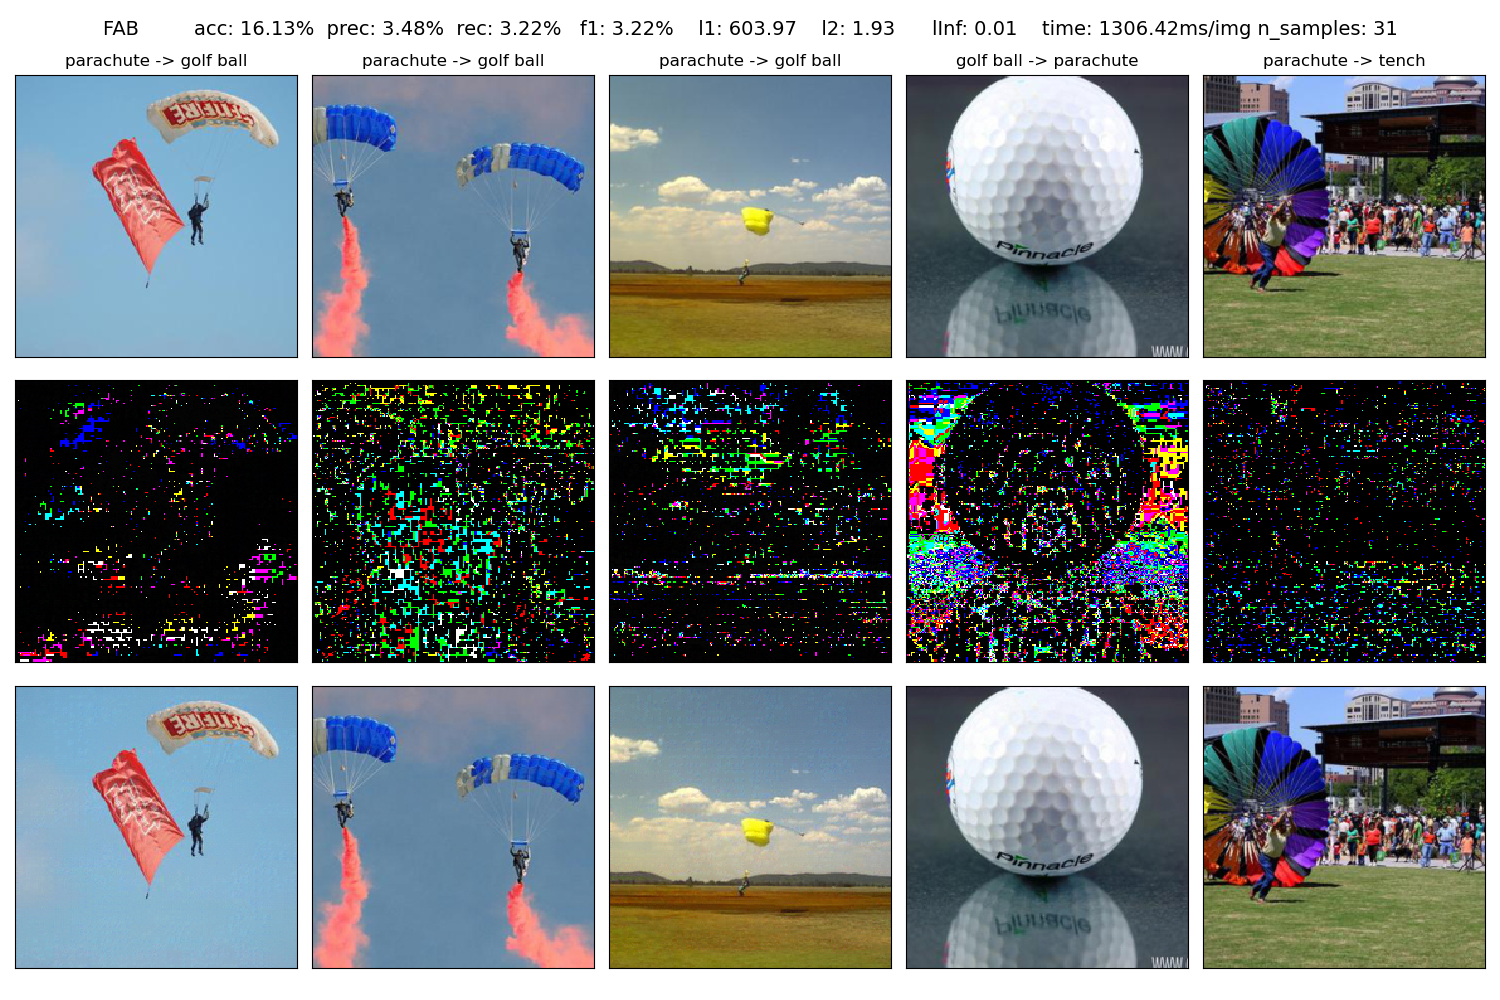 FAB acc: 16.13% prec: 3.48% rec: 3.22% f1: 3.22% l1: 603.97 l2: 1.93 lInf: 0.01 time: 1306.42ms/img n_samples: 31
parachute -> golf ball
parachute -> golf ball
parachute -> golf ball
golf ball -> parachute
parachute -> tench
Pinnacle
Pinnacle
WWW
Pinnacle
Pinnacle
WWW